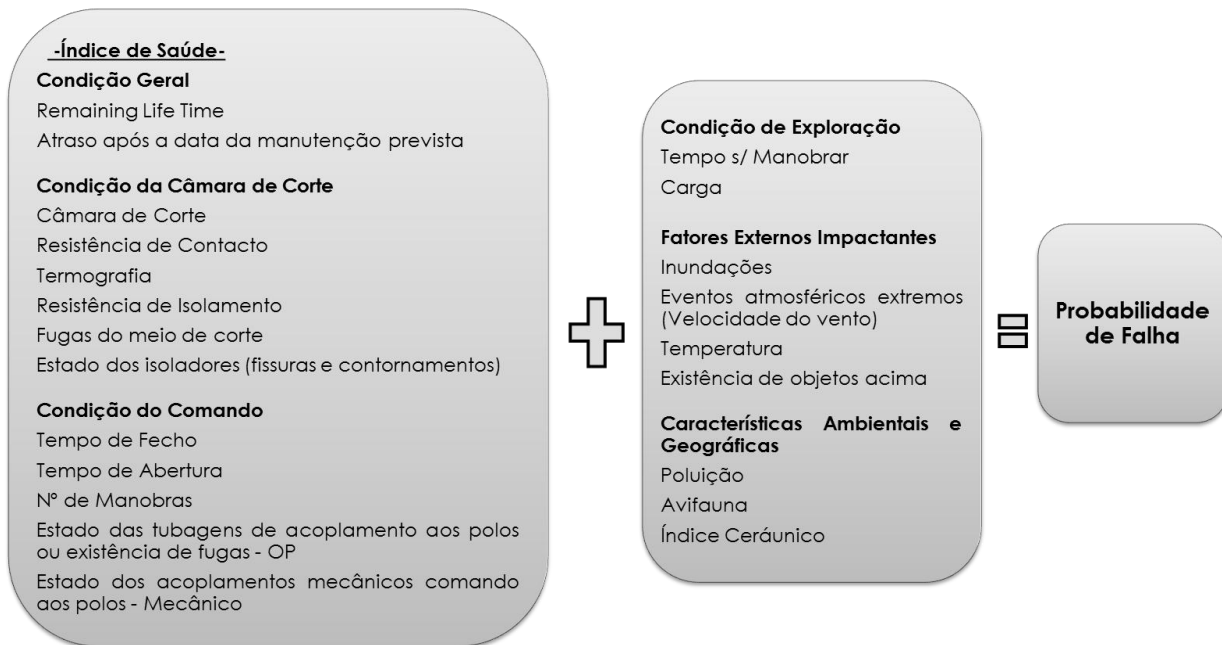 -Índice de Saúde-
Condição Geral
Remaining Life Time
Atraso após a data da manutenção prevista
Condição da Câmara de Corte
Câmara de Corte
Resistência de Contacto
Termografia
Resistência de Isolamento
Fugas do meio de corte
Estado dos isoladores (fissuras e contornamentos)
Condição do Comando
Tempo de Fecho
Tempo de Abertura
Nº de Manobras
Estado das tubagens de acoplamento aos polos
ou existência de fugas - OP
Estado dos acoplamentos mecânicos comando
aos polos - Mecânico
Condição de Exploração
Tempo s/ Manobrar
Carga
Fatores Externos Impactantes
Inundações
Eventos atmosféricos extremos
(Velocidade do vento)
Temperatura
Existência de objetos acima
Características Ambientais e
Geográficas
Poluição
Avifauna
Índice Ceráunico
Probabilidade
de Falha